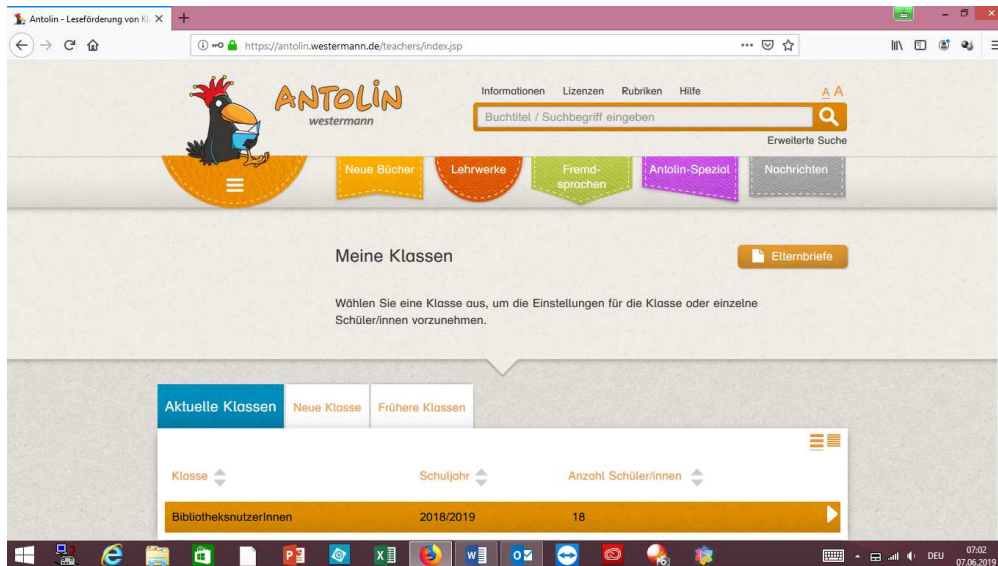 Antolin - Leseförderung von Kl
https://antolin.westermann.de/teachers/index.jsp
ANTOLIN
westermann
Informationen Lizenzen Rubriken Hilfe A A
Buchtitel / Suchbegriff eingeben
Erweiterte Suche
Neue Bücher
Lehrwerke
Fremd-
sprachen
Antolin-Spezial
Nachrichten
Meine Klassen
Elternbriefe
Wählen Sie eine Klasse aus, um die Einstellungen für die Klasse oder einzelne
Schüler/innen vorzunehmen.
Aktuelle Klassen Neue Klasse Frühere Klassen
Klasse Schuljahr Anzahl Schüler/innen
BibliotheksnutzerInnen 2018/2019 18
DEU
07:02
07.06.2019